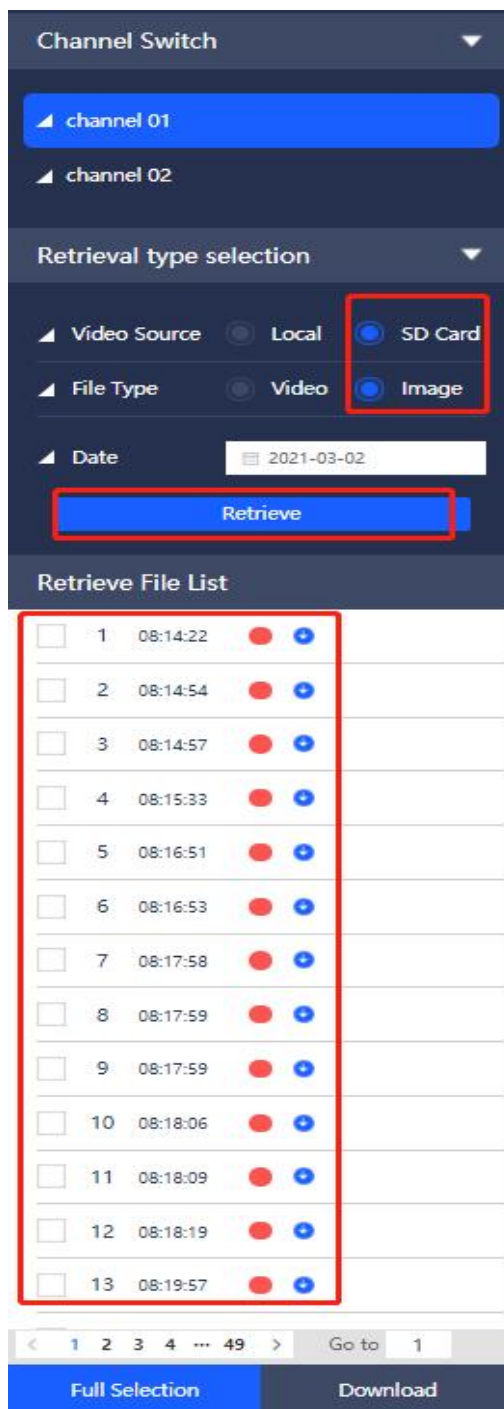 Channel Switch
channel 01
channel 02
Retrieval type selection
Video Source Local SD Card
File Type Video Image
Date 2021-03-02
Retrieve
Retrieve File List
1 08:14:22
2 08:14:54
3 08:14:57
4 08:15:33
5 08:16:51
6 08:16:53
7 08:17:58
8 08:17:59
9 08:17:59
10 08:18:06
11 08:18:09
12 08:18:19
13 08:19:57
< 1 2 3 4 ··· 49 > Go to 1
Full Selection Download